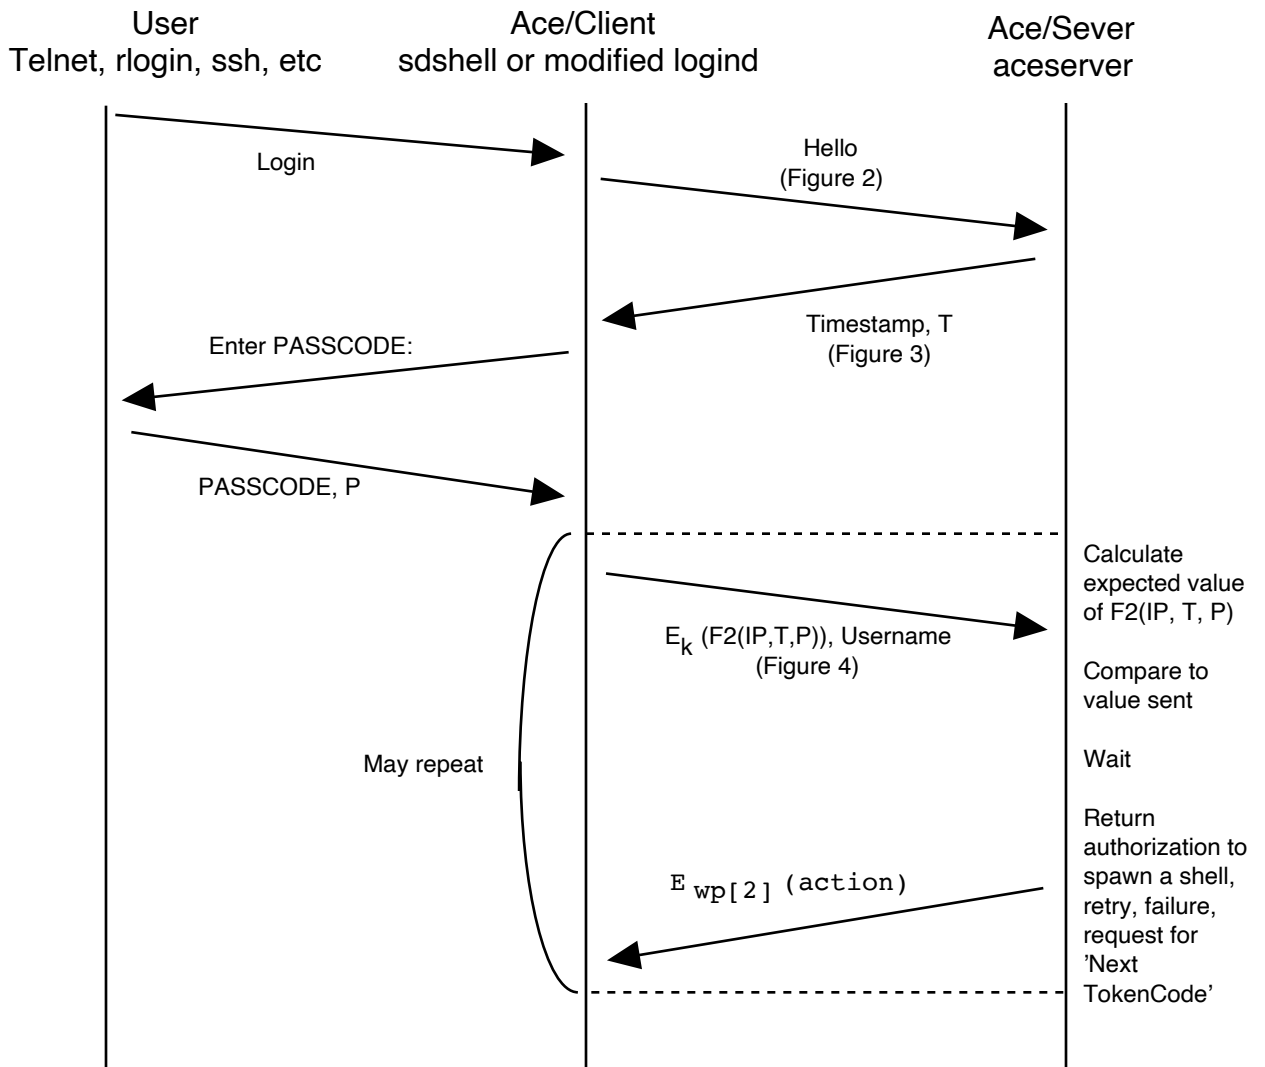 User
Telnet, rlogin, ssh, etc
Ace/Client
sdshell or modified logind
Ace/Sever
aceserver
Login
Hello
(Figure 2)
Timestamp, T
(Figure 3)
Enter PASSCODE:
PASSCODE, P
Calculate
expected value
of F2(IP, T, P)
E k (F2(IP,T,P)), Username
(Figure 4)
Compare to
value sent
May repeat
Wait
Return
authorization to
spawn a shell,
retry, failure,
request for
’Next
TokenCode’
E wp[2] (action)